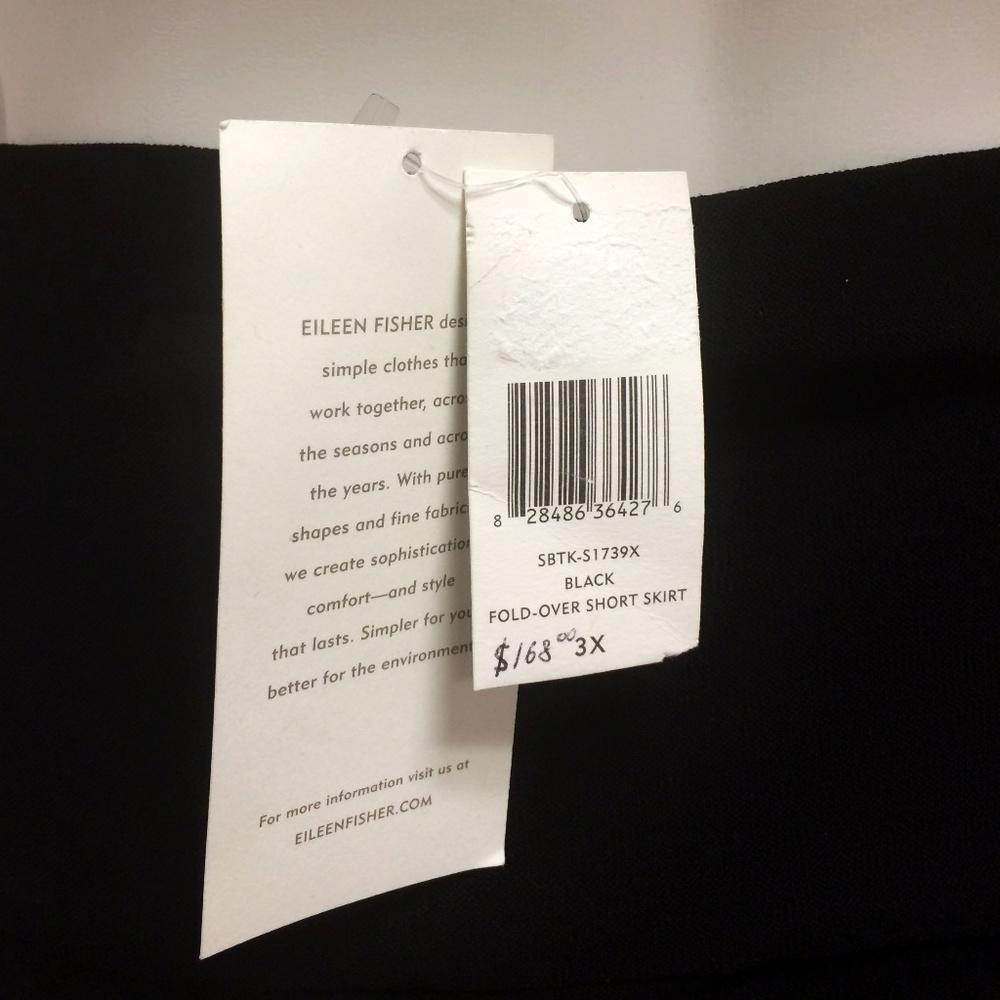 EILEEN FISHER
simple clothes
work together,
the seasons and
the years. With pure
shapes and fine
we create
comfort—and style
that lasts. Simpler for
better for the environment
For more information visit us at
EILEENFISHER.COM
8 28486 36427 6
SBTK-S1739X
BLACK
FOLD-OVER SHORT SKIRT
$168.00 3X